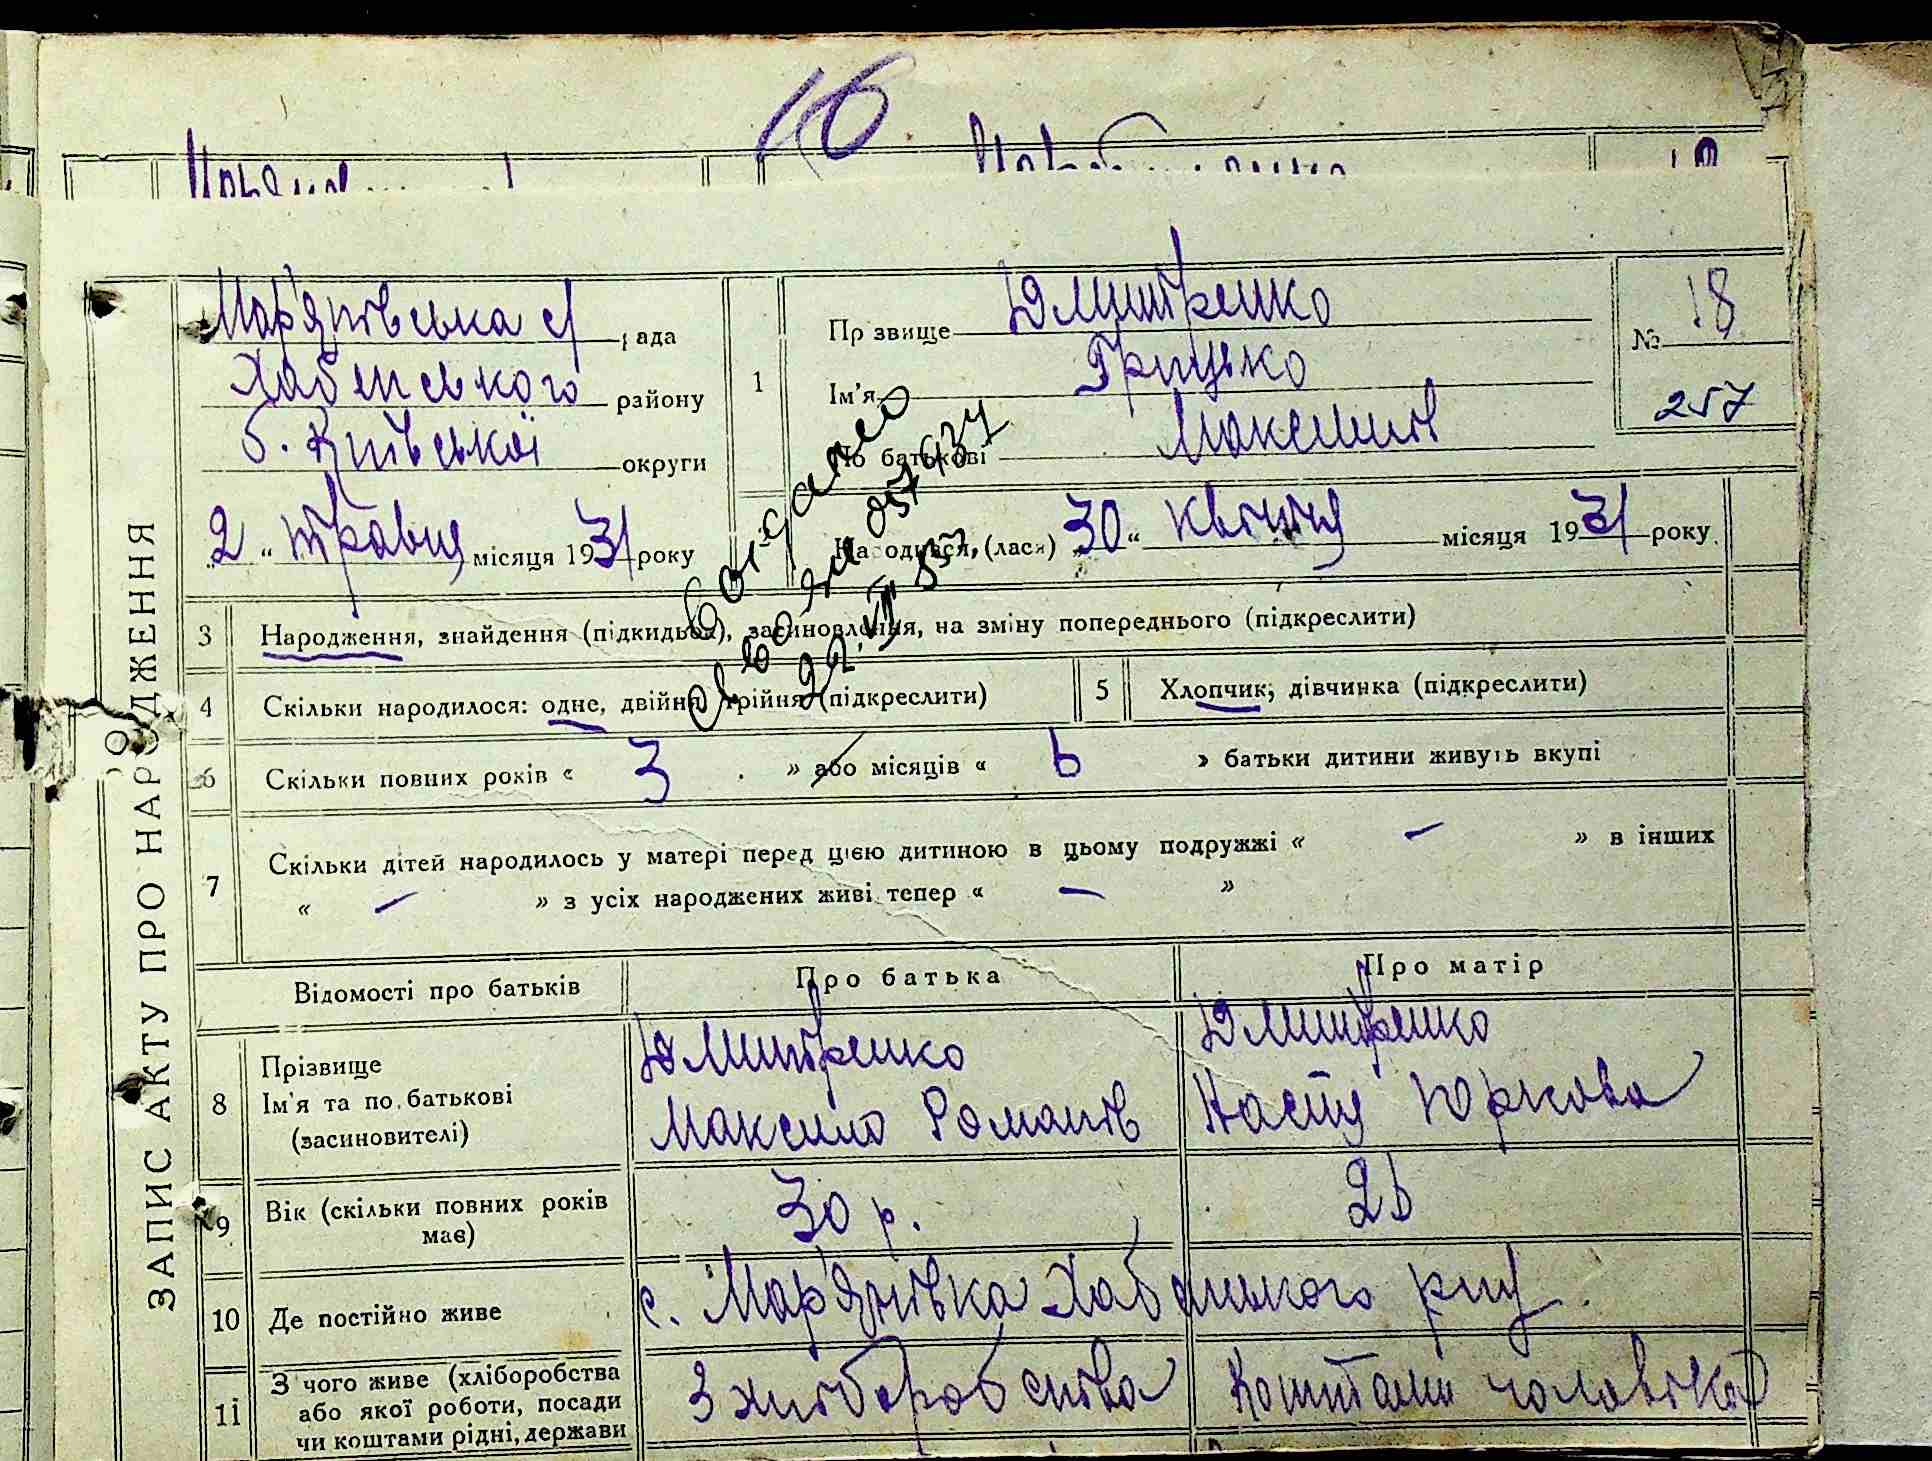 16
ЗАПИС АКТУ ПРО НАРОДЖЕННЯ
Мар'янівська с/рада
Хабенського району
б. Київської округи
„2“ травня місяця 1931 року
1 Прізвище Дмитренко
Ім'я Грицько
По батькові Максимів
№ 18
257
Народився, (лася) „30“ квітня місяця 1931 року.
видано
22. VII 55
3 Народження, знайдення (підкидьок), засиновлення, на зміну попереднього (підкреслити)
4 Скільки народилося: одне, двійня, трійня (підкреслити)
5 Хлопчик, дівчинка (підкреслити)
6 Скільки повних років « 3 » або місяців « 6 » батьки дитини живуть вкупі
7 Скільки дітей народилось у матері перед цією дитиною в цьому подружжі « — » в інших
« — » з усіх народжених живі тепер « — »
Відомості про батьків Про батька Про матір
8 Прізвище Дмитренко Дмитренко
Ім'я та по батькові Максим Романів Настя Юркова
(засиновителі)
9 Вік (скільки повних років має) 30 р. 26
10 Де постійно живе с. Мар'янівка Хабенського р-ну
11 З чого живе (хліборобства З хліборобства Коштами чоловіка
або якої роботи, посади
чи коштами рідні, держави